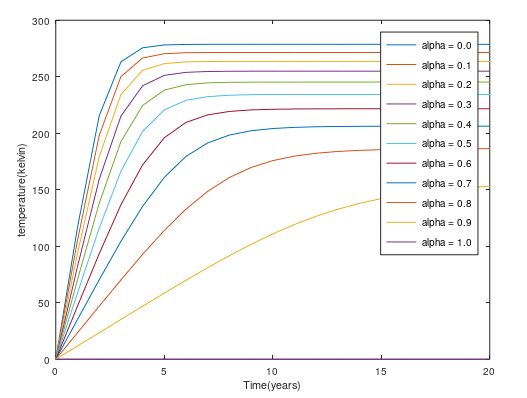 300
250
200
150
100
50
0
temperature(kelvin)
alpha = 0.0
alpha = 0.1
alpha = 0.2
alpha = 0.3
alpha = 0.4
alpha = 0.5
alpha = 0.6
alpha = 0.7
alpha = 0.8
alpha = 0.9
alpha = 1.0
0 5 10 15 20
Time(years)